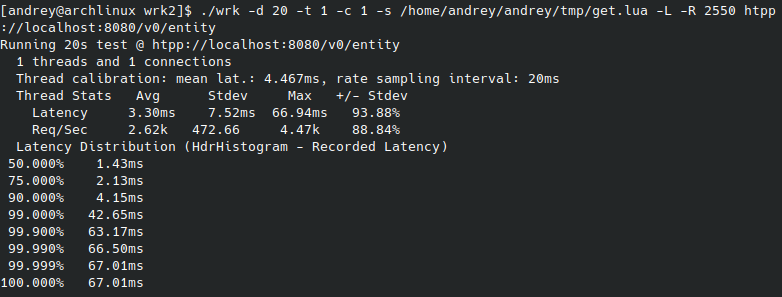 [andrey@archlinux wrk2]$ ./wrk -d 20 -t 1 -c 1 -s /home/andrey/andrey/tmp/get.lua -L -R 2550 htpp
://localhost:8080/v0/entity
Running 20s test @ htpp://localhost:8080/v0/entity
  1 threads and 1 connections
  Thread calibration: mean lat.: 4.467ms, rate sampling interval: 20ms
  Thread Stats   Avg      Stdev     Max   +/- Stdev
    Latency     3.30ms    7.52ms  66.94ms   93.88%
    Req/Sec     2.62k   472.66     4.47k    88.84%
  Latency Distribution (HdrHistogram - Recorded Latency)
 50.000%    1.43ms
 75.000%    2.13ms
 90.000%    4.15ms
 99.000%   42.65ms
 99.900%   63.17ms
 99.990%   66.50ms
 99.999%   67.01ms
100.000%   67.01ms